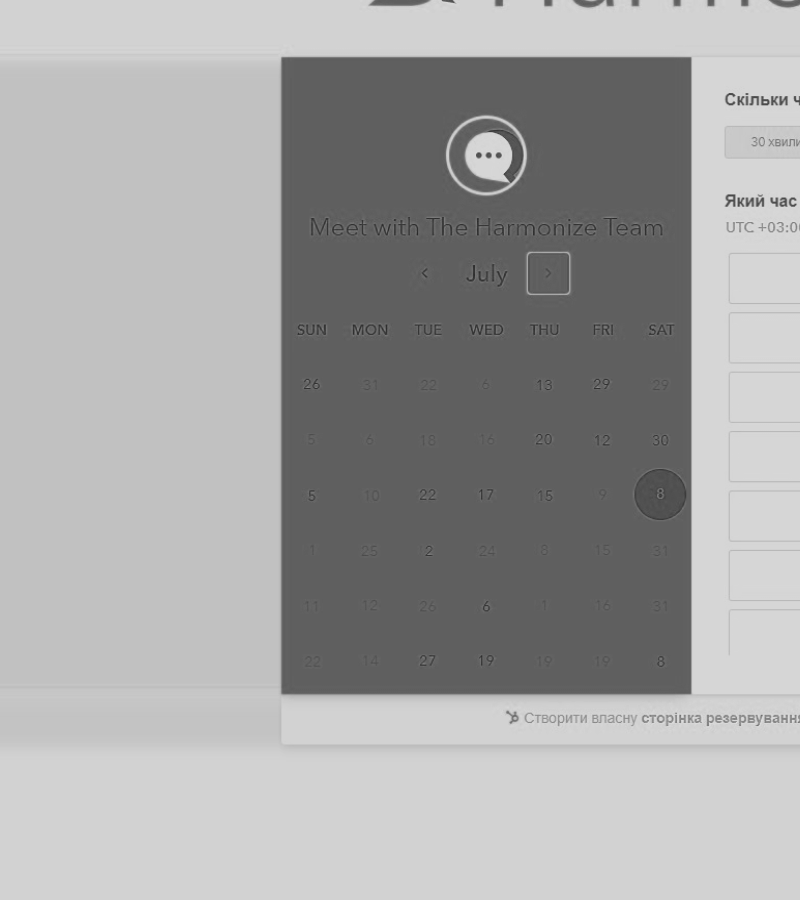 Harmo
Meet with The Harmonize Team
July
SUN MON TUE WED THU FRI SAT
26 31 22 6 13 29 29
5 6 18 16 20 12 30
5 10 22 17 15 9 8
1 25 2 24 8 15 31
11 12 26 6 1 16 31
22 14 27 19 19 19 8
Скільки ч
30 хвили
Який час
UTC +03:00
Створити власну сторінка резервування